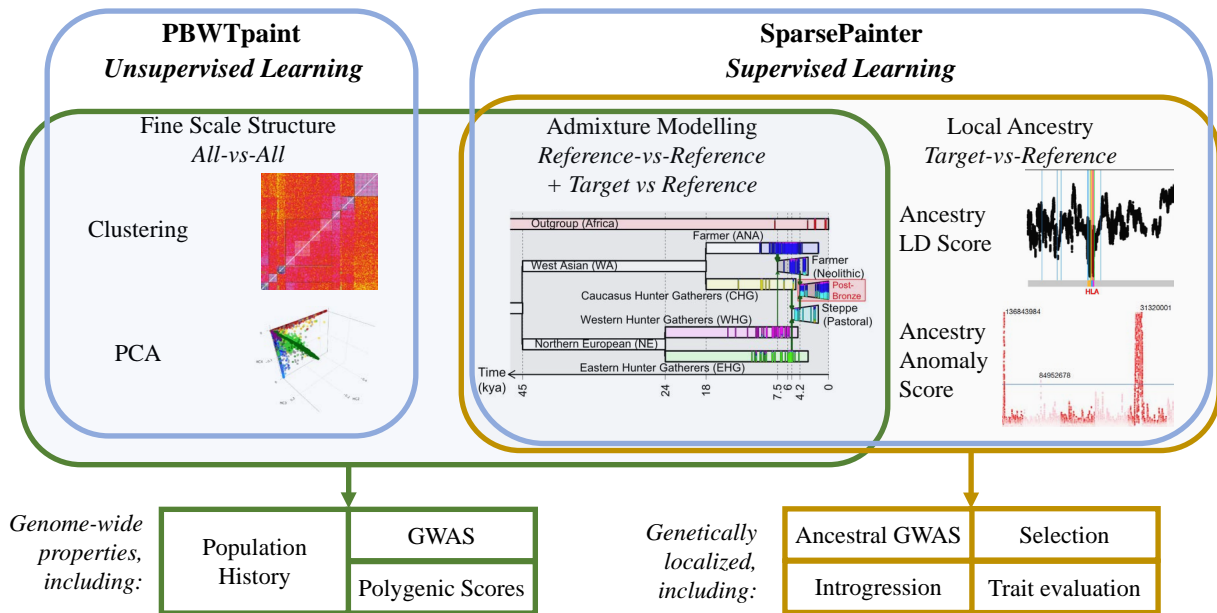 PBWTpaint
Unsupervised Learning
SparsePainter
Supervised Learning
Fine Scale Structure
All-vs-All
Clustering
PCA
Admixture Modelling
Reference-vs-Reference
+ Target vs Reference
Outgroup (Africa)
Farmer (ANA)
West Asian (WA)
Farmer
(Neolithic)
Caucasus Hunter Gatherers (CHG)
Post-
Bronze
Steppe
(Pastoral)
Western Hunter Gatherers (WHG)
Northern European (NE)
Eastern Hunter Gatherers (EHG)
Time
(kya)
45
24
18
7.5
6
4.2
0
Local Ancestry
Target-vs-Reference
Ancestry
LD Score
HLA
Ancestry
Anomaly
Score
136843984
31320001
84952678
Genome-wide
properties,
including:
Population
History
GWAS
Polygenic Scores
Genetically
localized,
including:
Ancestral GWAS
Selection
Introgression
Trait evaluation